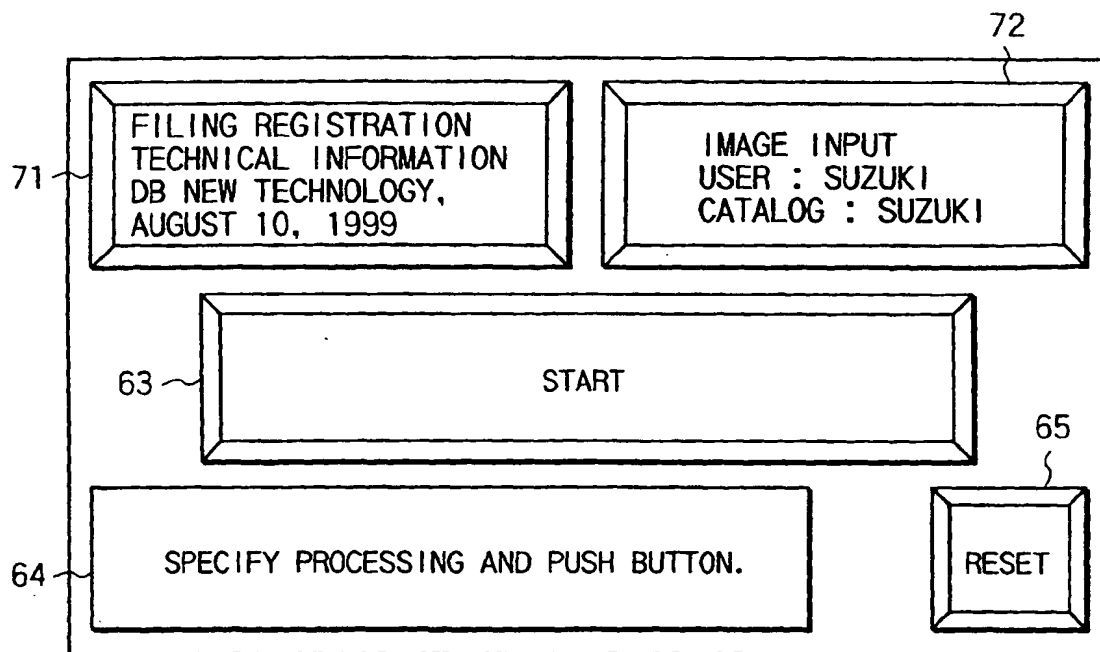 72
71
FILING REGISTRATION
TECHNICAL INFORMATION
DB NEW TECHNOLOGY,
AUGUST 10, 1999
IMAGE INPUT
USER : SUZUKI
CATALOG : SUZUKI
63
START
65
64
SPECIFY PROCESSING AND PUSH BUTTON.
RESET